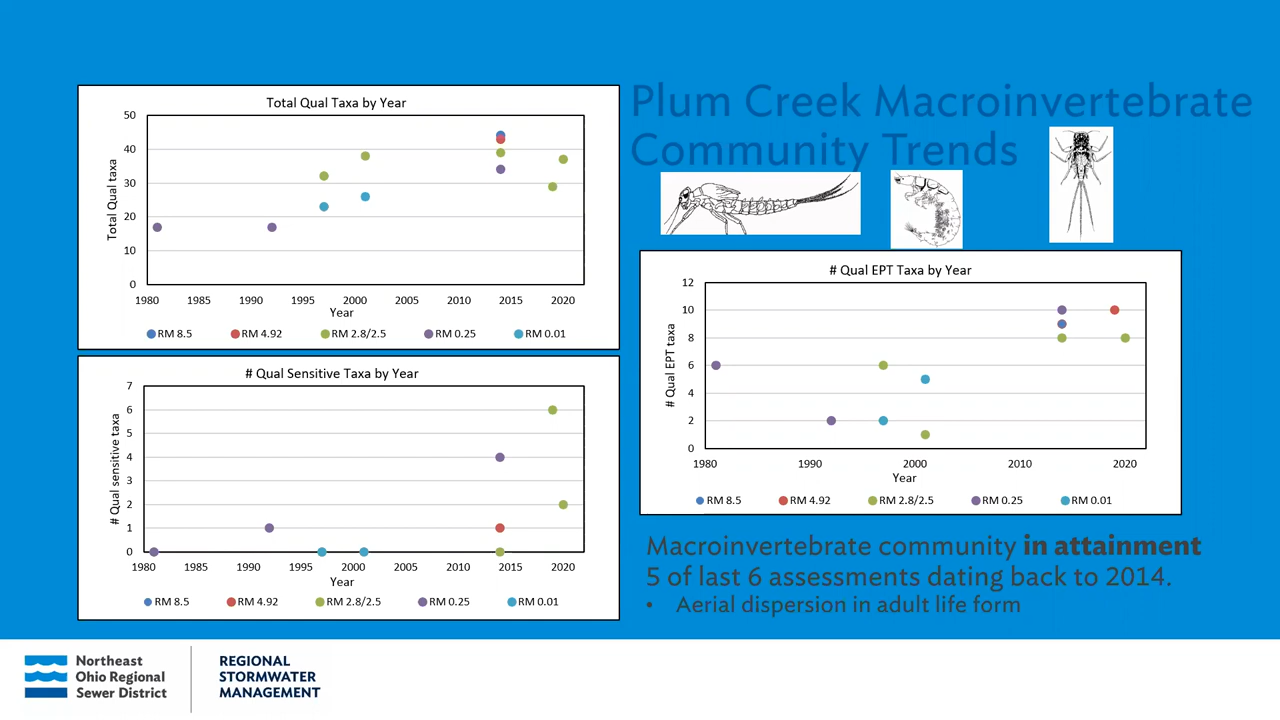 Plum Creek Macroinvertebrate
Community Trends
Total Qual Taxa by Year
Total Qual taxa
50
40
30
20
10
0
1980 1985 1990 1995 2000 2005 2010 2015 2020
Year
RM 8.5 RM 4.92 RM 2.8/2.5 RM 0.25 RM 0.01
# Qual Sensitive Taxa by Year
# Qual sensitive taxa
7
6
5
4
3
2
1
0
1980 1985 1990 1995 2000 2005 2010 2015 2020
Year
RM 8.5 RM 4.92 RM 2.8/2.5 RM 0.25 RM 0.01
# Qual EPT Taxa by Year
# Qual EPT taxa
12
10
8
6
4
2
0
1980 1990 2000 2010 2020
Year
RM 8.5 RM 4.92 RM 2.8/2.5 RM 0.25 RM 0.01
Macroinvertebrate community in attainment
5 of last 6 assessments dating back to 2014.
• Aerial dispersion in adult life form
Northeast
Ohio Regional
Sewer District
REGIONAL
STORMWATER
MANAGEMENT